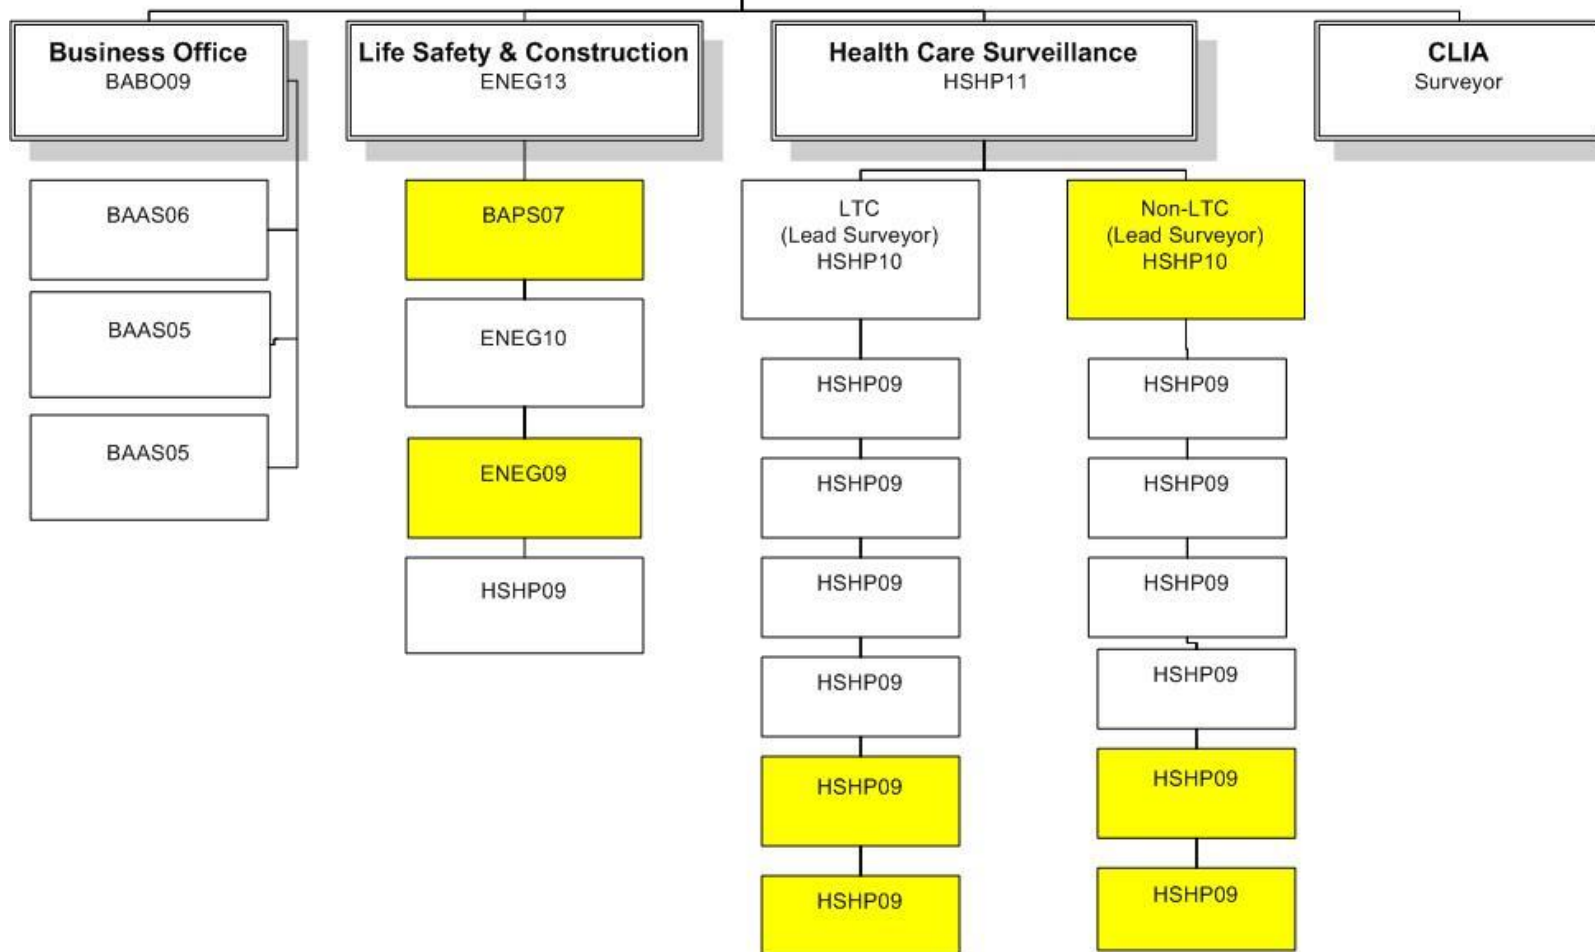 Business Office
BABO09
Life Safety & Construction
ENEG13
Health Care Surveillance
HSHP11
CLIA
Surveyor
BAAS06
BAAS05
BAAS05
BAPS07
ENEG10
ENEG09
HSHP09
LTC
(Lead Surveyor)
HSHP10
HSHP09
HSHP09
HSHP09
HSHP09
HSHP09
HSHP09
Non-LTC
(Lead Surveyor)
HSHP10
HSHP09
HSHP09
HSHP09
HSHP09
HSHP09
HSHP09